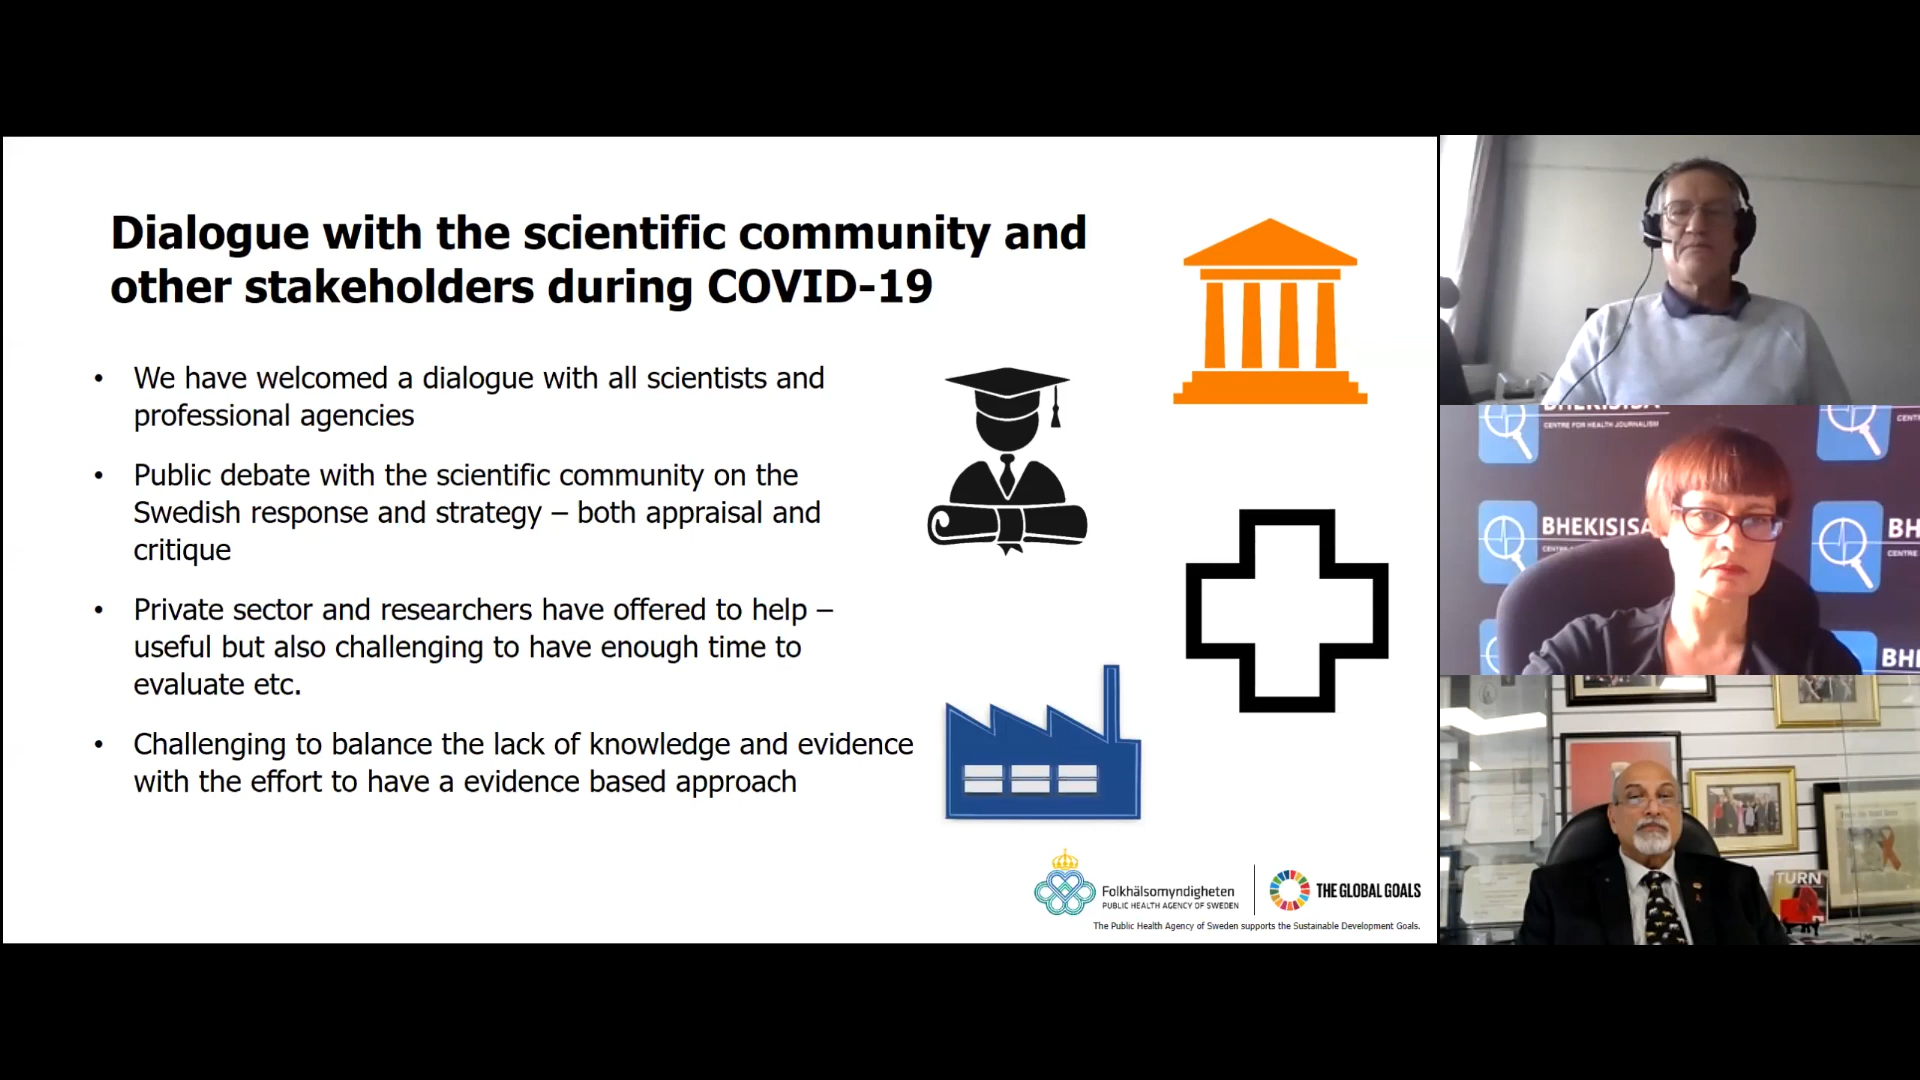 Dialogue with the scientific community and
other stakeholders during COVID-19
• We have welcomed a dialogue with all scientists and
professional agencies
• Public debate with the scientific community on the
Swedish response and strategy – both appraisal and
critique
• Private sector and researchers have offered to help –
useful but also challenging to have enough time to
evaluate etc.
• Challenging to balance the lack of knowledge and evidence
with the effort to have a evidence based approach
Folkhälsomyndigheten
PUBLIC HEALTH AGENCY OF SWEDEN
THE GLOBAL GOALS
The Public Health Agency of Sweden supports the Sustainable Development Goals.
BHEKISISA
CENTRE FOR HEALTH JOURNALISM
CENT
BHEKISISA
BH
CENTRE
BH
TURN